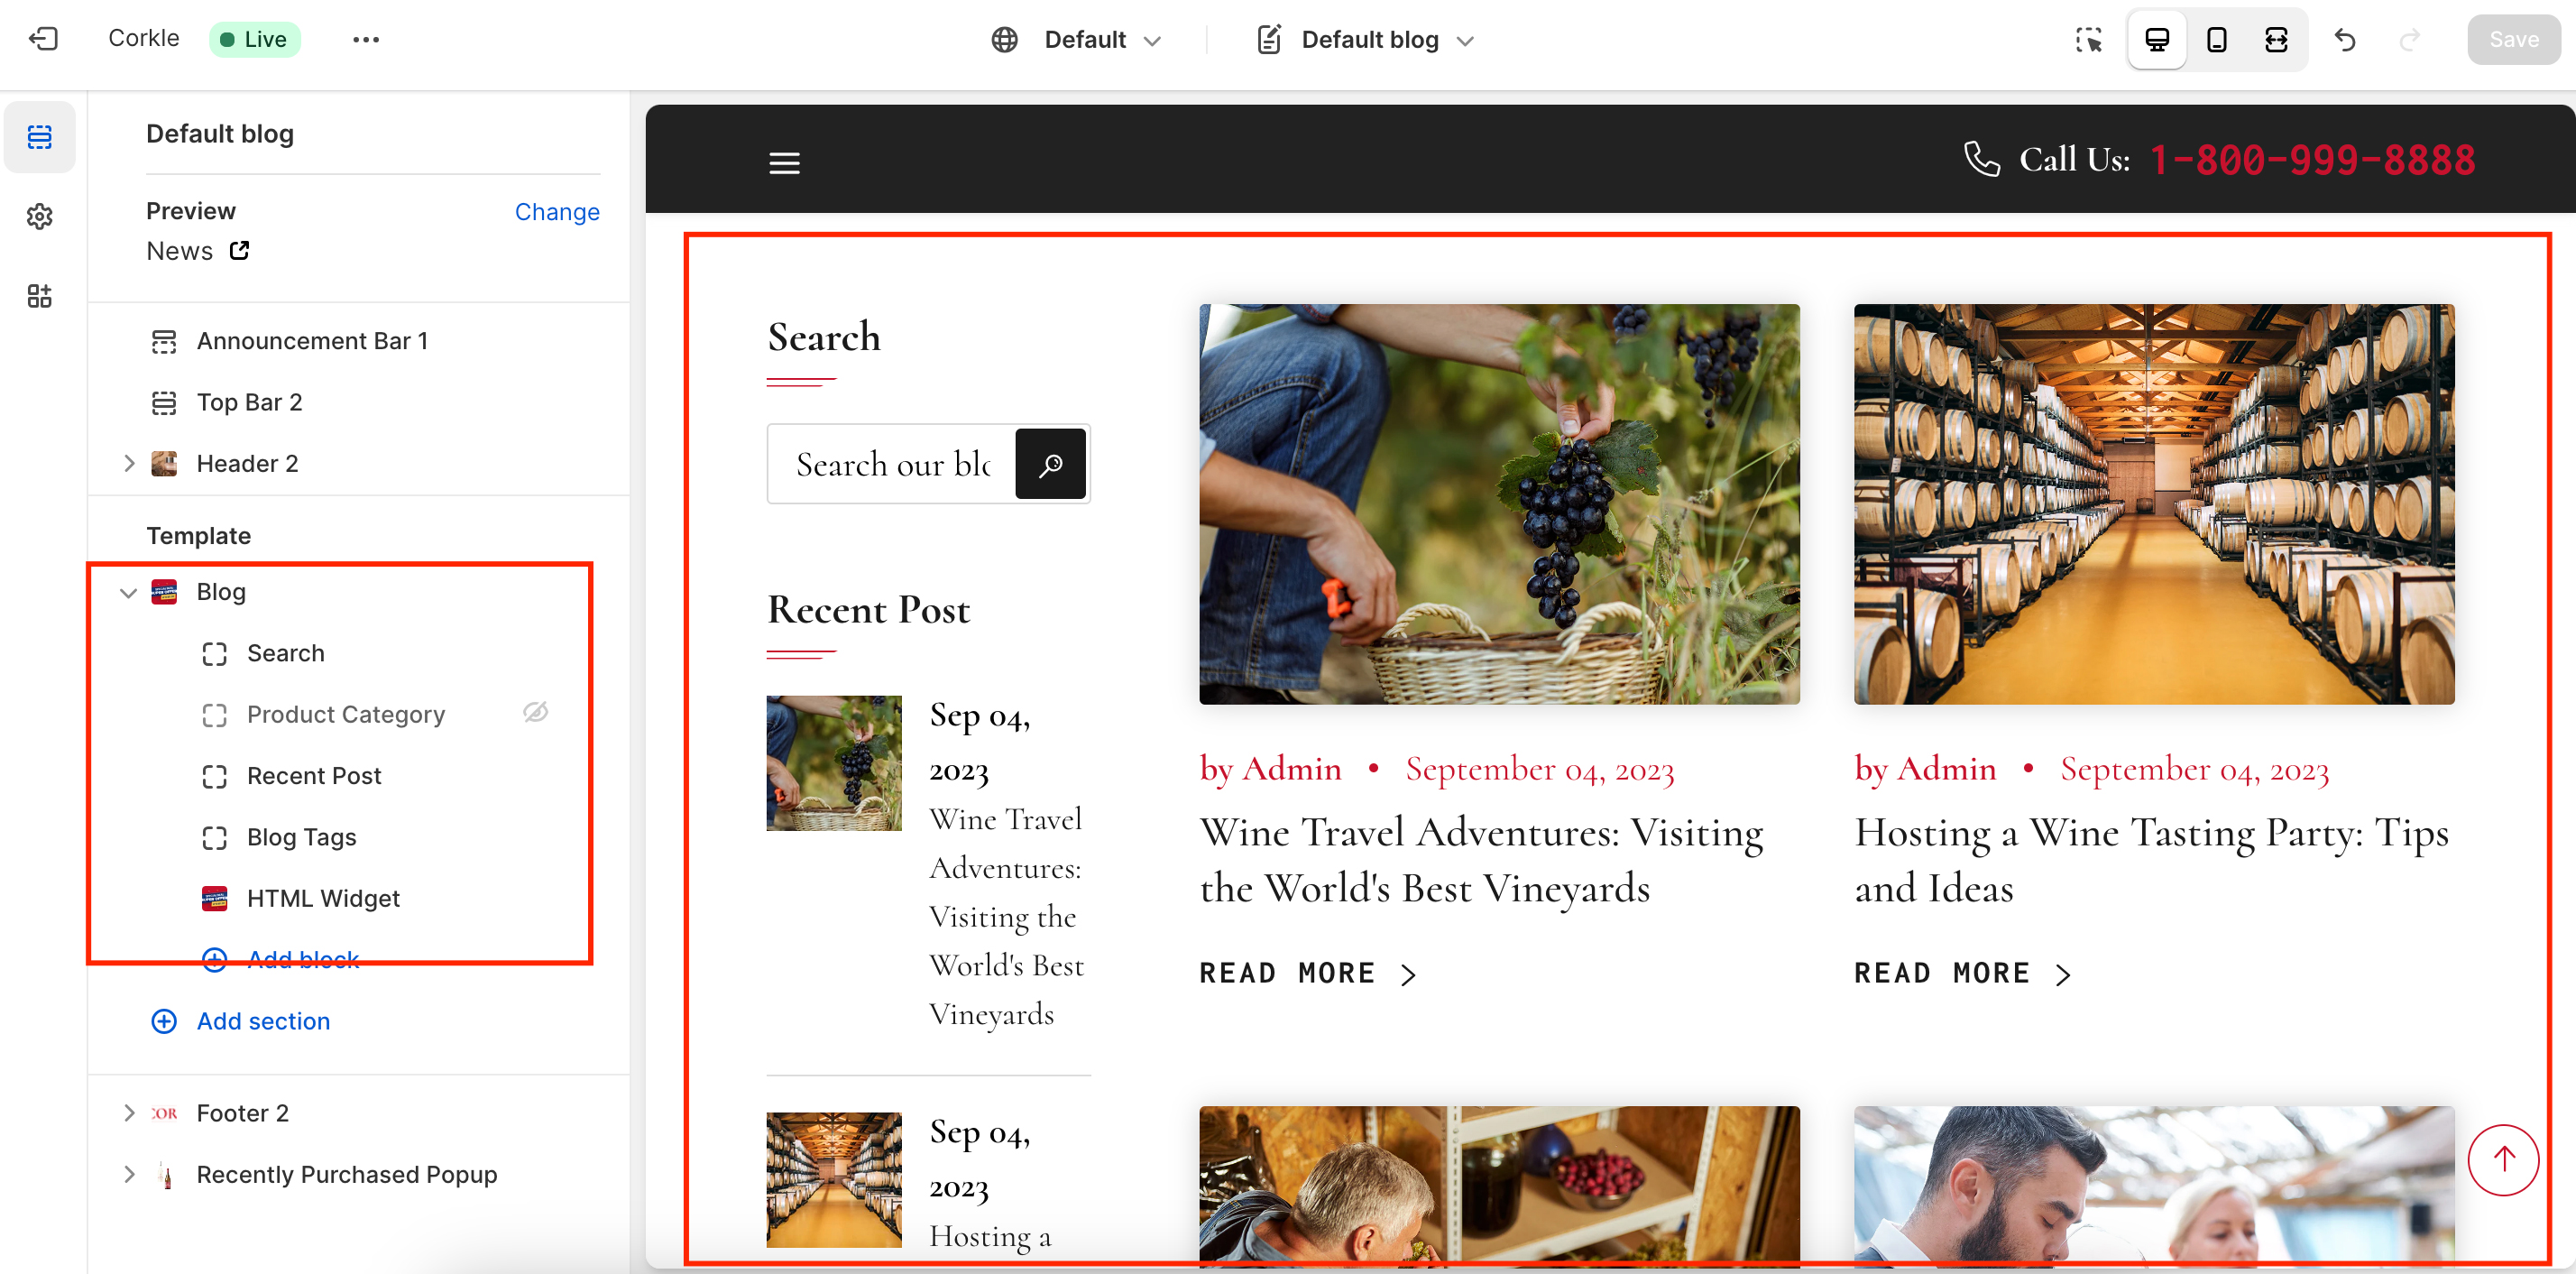 Corkle
Live
Default
Default blog
Save
Default blog
Preview
Change
News
Announcement Bar 1
Top Bar 2
Header 2
Template
Blog
Search
Product Category
Recent Post
Blog Tags
HTML Widget
Add block
Add section
Footer 2
Recently Purchased Popup
Call Us: 1-800-999-8888
Search
Search our blo
Recent Post
Sep 04,
2023
Wine Travel
Adventures:
Visiting the
World's Best
Vineyards
Sep 04,
2023
Hosting a
by Admin • September 04, 2023
Wine Travel Adventures: Visiting
the World's Best Vineyards
READ MORE
by Admin • September 04, 2023
Hosting a Wine Tasting Party: Tips
and Ideas
READ MORE